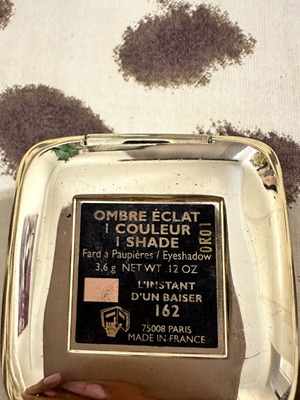 OMBRE ÉCLAT
1 COULEUR
1 SHADE
Fard à Paupières / Eyeshadow
3,6 g NET WT .12 OZ
0R01
L'INSTANT
D'UN BAISER
162
75008 PARIS
MADE IN FRANCE